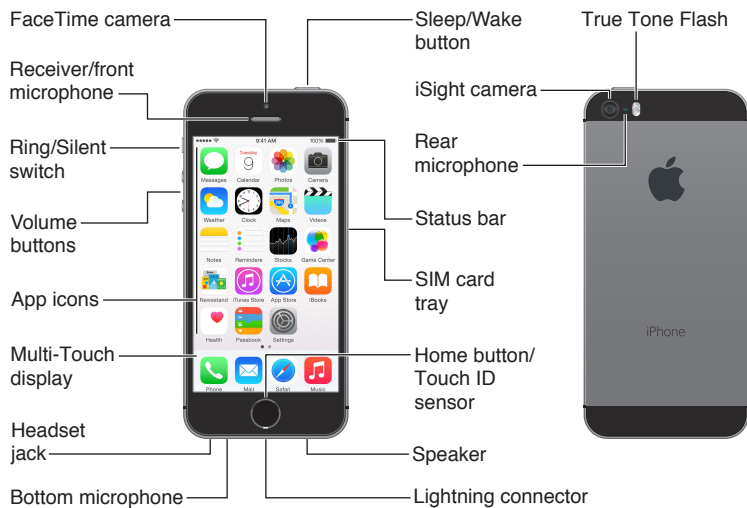 FaceTime camera
Receiver/front
microphone
Ring/Silent
switch
Volume
buttons
App icons
Multi-Touch
display
Headset
jack
Bottom microphone
9:41 AM
100%
Tuesday
9
Messages
Calendar
Photos
Camera
Weather
Clock
Maps
Videos
Notes
Reminders
Stocks
Game Center
Newsstand
iTunes Store
App Store
iBooks
Health
Passbook
Settings
Phone
Mail
Safari
Music
Sleep/Wake
button
iSight camera
Rear
microphone
Status bar
SIM card
tray
Home button/
Touch ID
sensor
Speaker
Lightning connector
True Tone Flash
iPhone